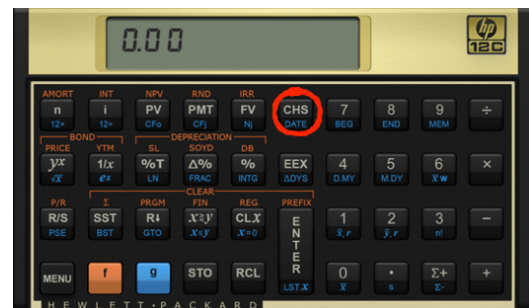 0.00
hp
12C
AMORT INT NPV RND IRR
n i PV PMT FV CHS 7 8 9 ÷
12× 12÷ CFo CFj Nj DATE BEG END MEM
BOND DEPRECIATION
PRICE YTM SL SOYD DB
yx 1/x %T Δ% % EEX 4 5 6 ×
√x ex LN FRAC INTG ΔDYS D.MY M.DY x̄w
CLEAR
P/R Σ PRGM FIN REG PREFIX
R/S SST R↓ x≷y CLX ENTER 1 2 3 −
PSE BST GTO x≤y x=0 x̂,r ŷ,r n!
MENU f g STO RCL 0 · Σ+ +
LST X x̄ s Σ-
HEWLETT·PACKARD